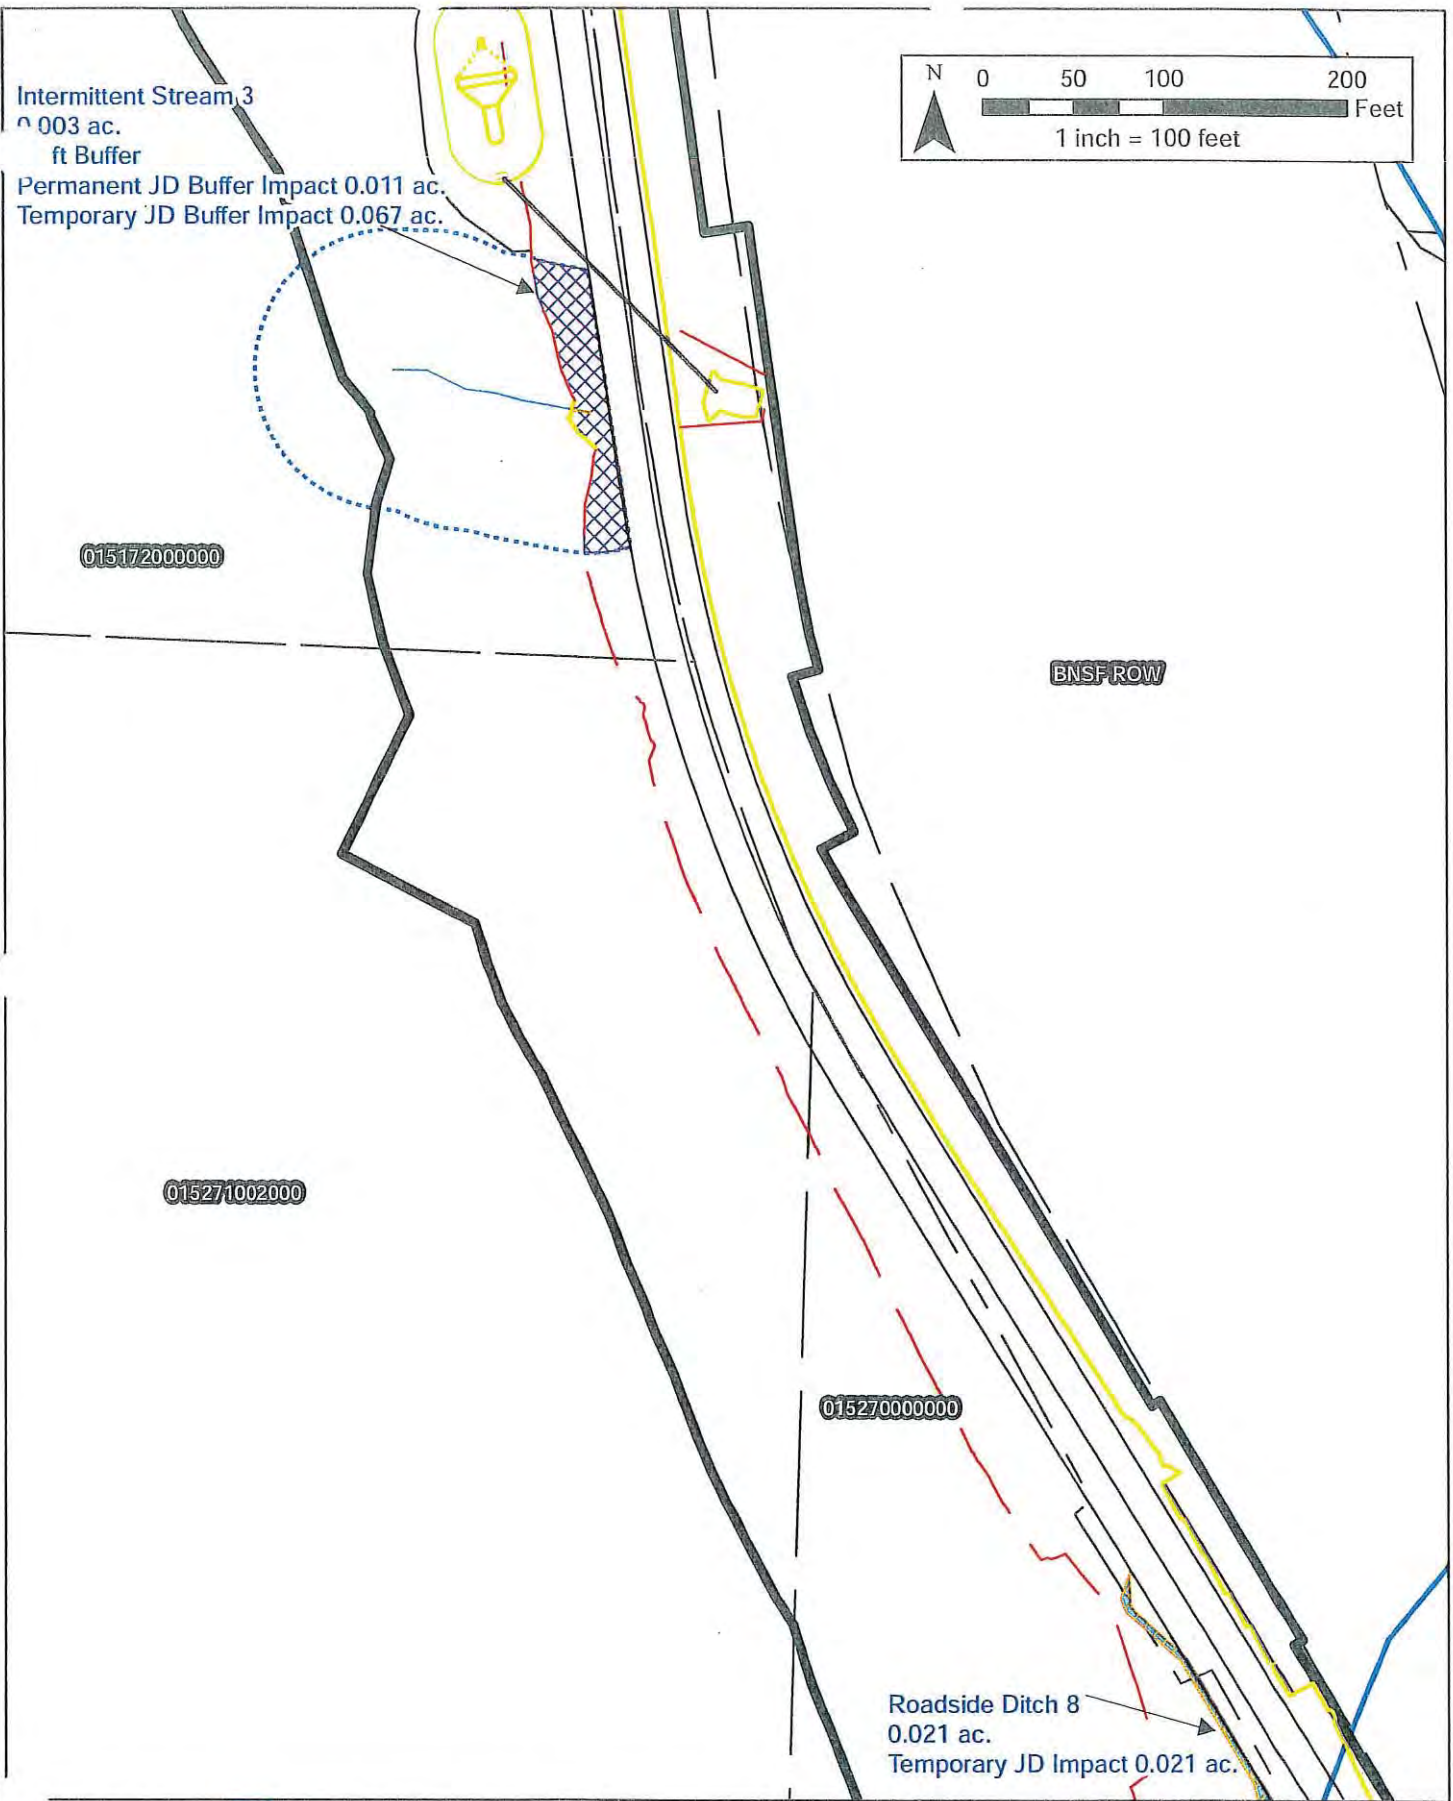 Intermittent Stream 3
0.003 ac.
ft Buffer
Permanent JD Buffer Impact 0.011 ac.
Temporary JD Buffer Impact 0.067 ac.
N 0 50 100 200
Feet
1 inch = 100 feet
015172000000
BNSF ROW
015271002000
015270000000
Roadside Ditch 8
0.021 ac.
Temporary JD Impact 0.021 ac.